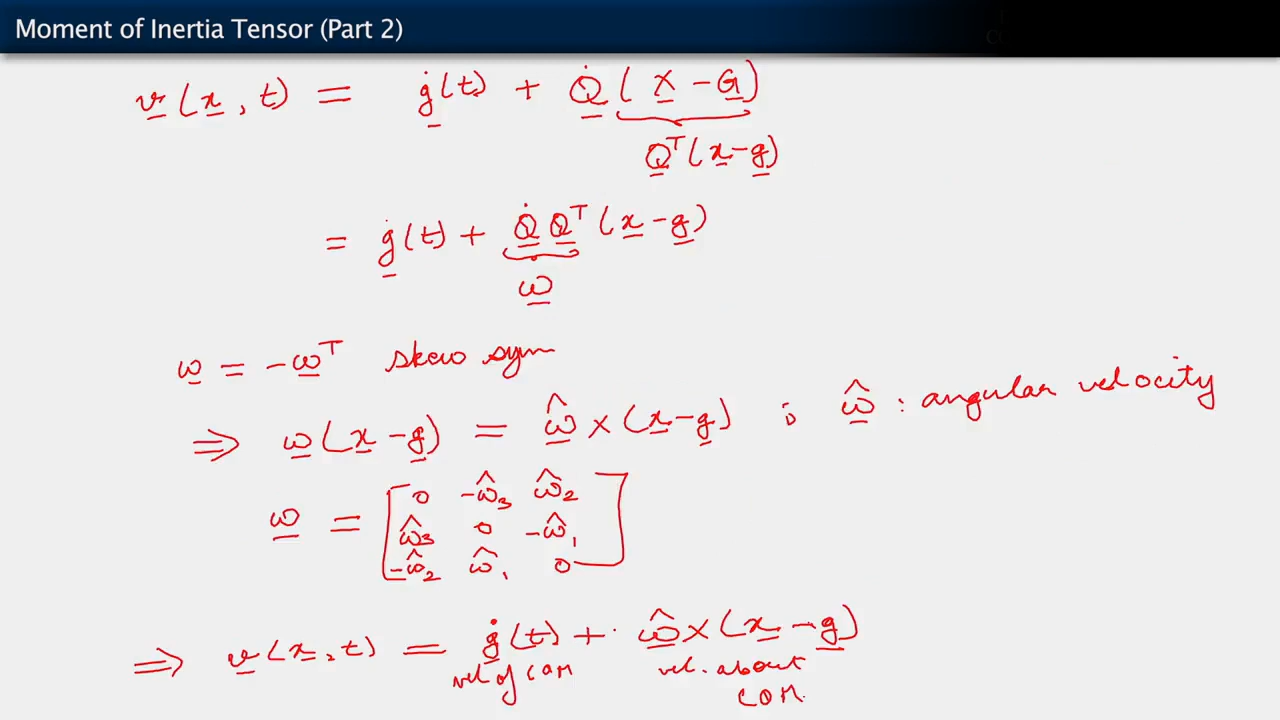 Moment of Inertia Tensor (Part 2)
v(x, t) = ġ(t) + Q̇(X - G)
Qᵀ(x - g)
= ġ(t) + Q̇Qᵀ(x - g)
ω
ω = -ωᵀ skew sym
⇒ ω(x - g) = ω̂ × (x - g) ; ω̂ : angular velocity
ω = [0 -ω̂₃ ω̂₂
ω̂₃ 0 -ω̂₁
-ω̂₂ ω̂₁ 0]
⇒ v(x, t) = ġ(t) + ω̂ × (x - g)
vel of COM vel. about
COM.